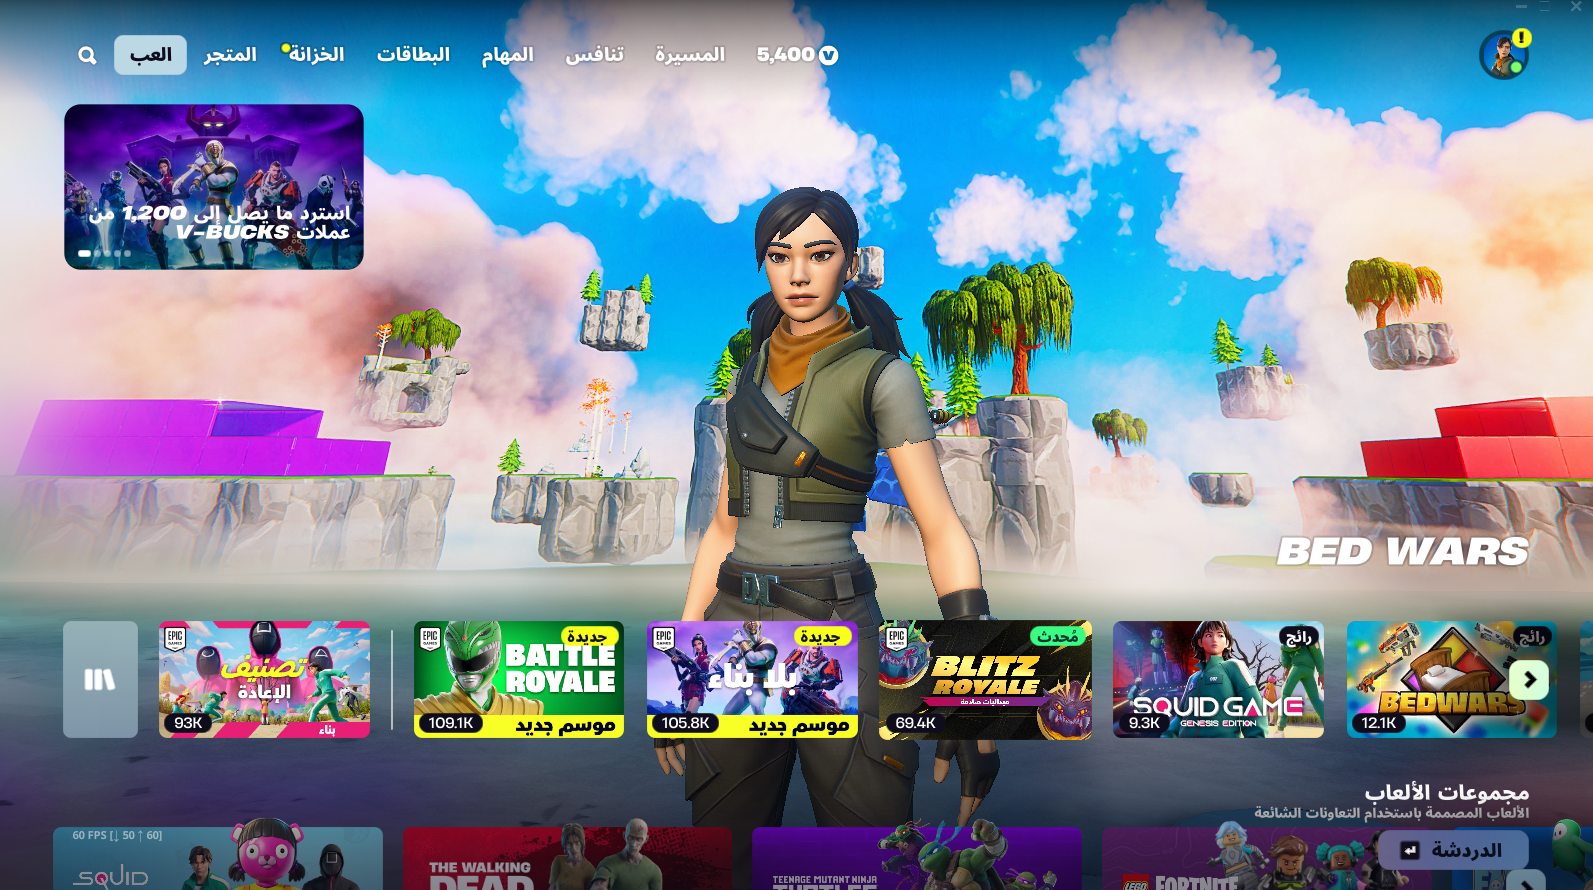 العب
المتجر
الخزانة
البطاقات
المهام
تنافس
المسيرة
5,400
!
استرد ما يصل إلى 1,200 من
عملات V-BUCKS
BED WARS
EPIC GAMES
تصنيف
الإعادة
93K
بناء
EPIC GAMES
جديدة
BATTLE
ROYALE
109.1K
موسم جديد
EPIC GAMES
جديدة
بلا بناء
105.8K
موسم جديد
EPIC GAMES
مُحدث
BLITZ
ROYALE
69.4K
رائج
SQUID GAME
GENESIS EDITION
9.3K
رائج
BEDWARS
12.1K
مجموعات الألعاب
الألعاب المصممة باستخدام التعاونات الشائعة
60 FPS [↓ 50 ↑ 60]
SQUID
THE WALKING
DEAD
TEENAGE MUTANT NINJA
TURTLES
LEGO FORTNITE
الدردشة